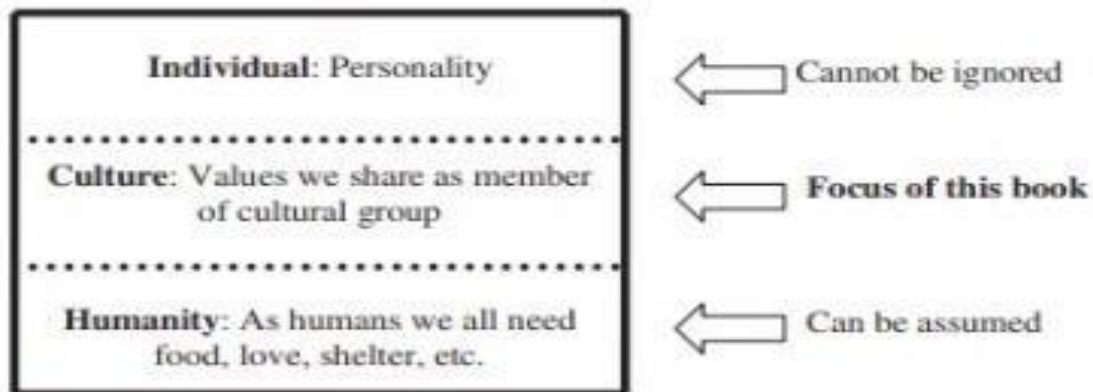 Individual: Personality
Cannot be ignored
Culture: Values we share as member
of cultural group
Focus of this book
Humanity: As humans we all need
food, love, shelter, etc.
Can be assumed